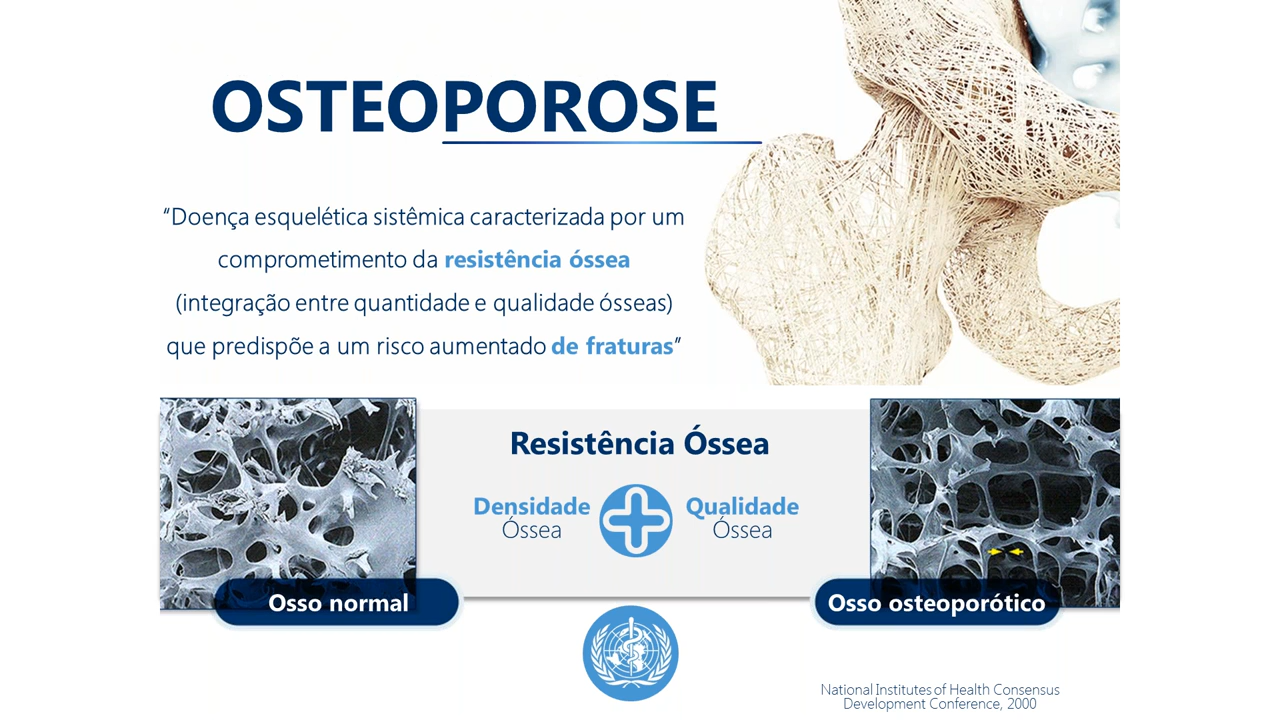 OSTEOPOROSE
“Doença esquelética sistêmica caracterizada por um
comprometimento da resistência óssea
(integração entre quantidade e qualidade ósseas)
que predispõe a um risco aumentado de fraturas”
Resistência Óssea
Densidade
Óssea
Qualidade
Óssea
Osso normal
Osso osteoporótico
National Institutes of Health Consensus
Development Conference, 2000